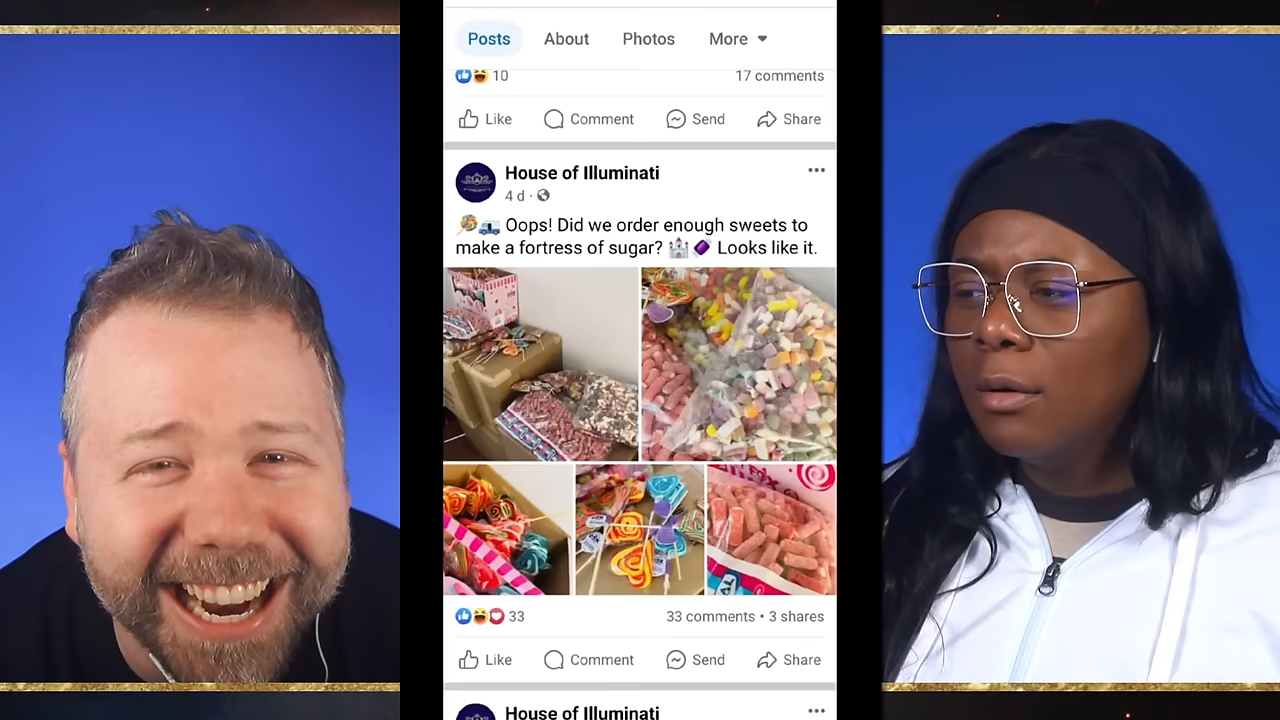 Posts About Photos More
10 17 comments
Like Comment Send Share
House of Illuminati
4 d ·
Oops! Did we order enough sweets to
make a fortress of sugar? Looks like it.
33 33 comments • 3 shares
Like Comment Send Share
House of Illuminati